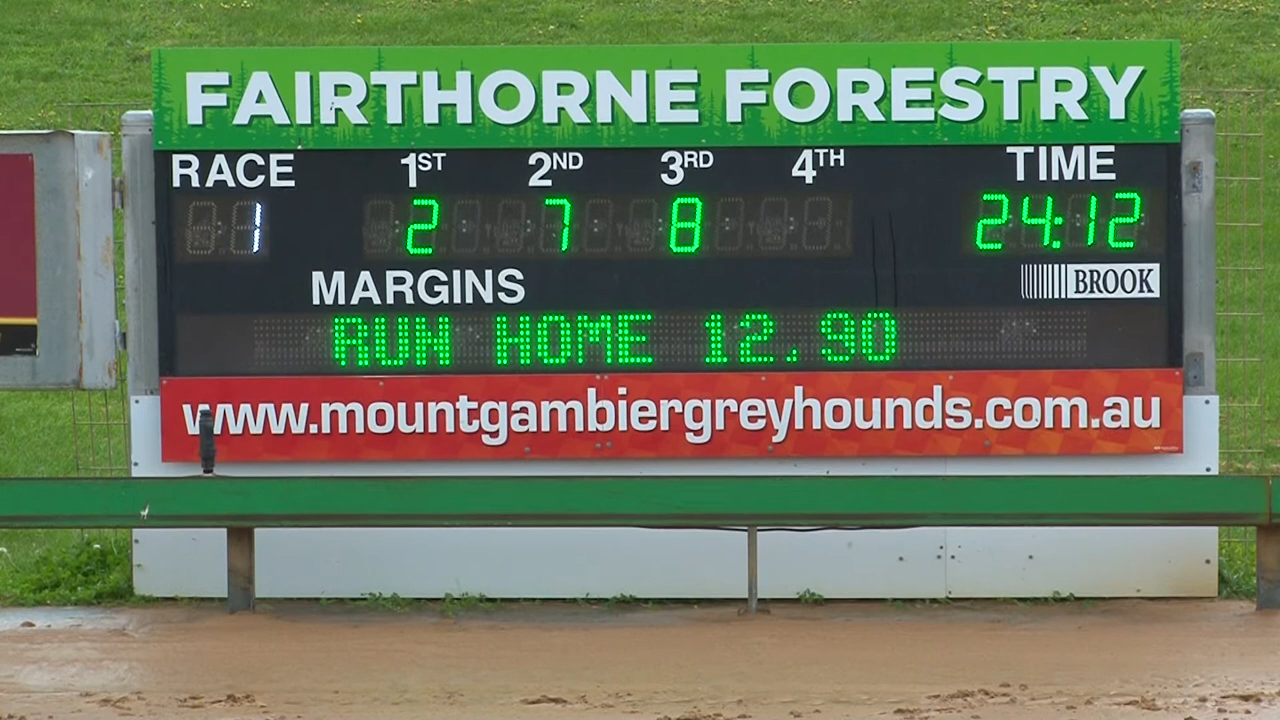 FAIRTHORNE FORESTRY
RACE 1ST 2ND 3RD 4TH TIME
1 2 7 8 24:12
MARGINS BROOK
RUN HOME 12.90
www.mountgambiergreyhounds.com.au